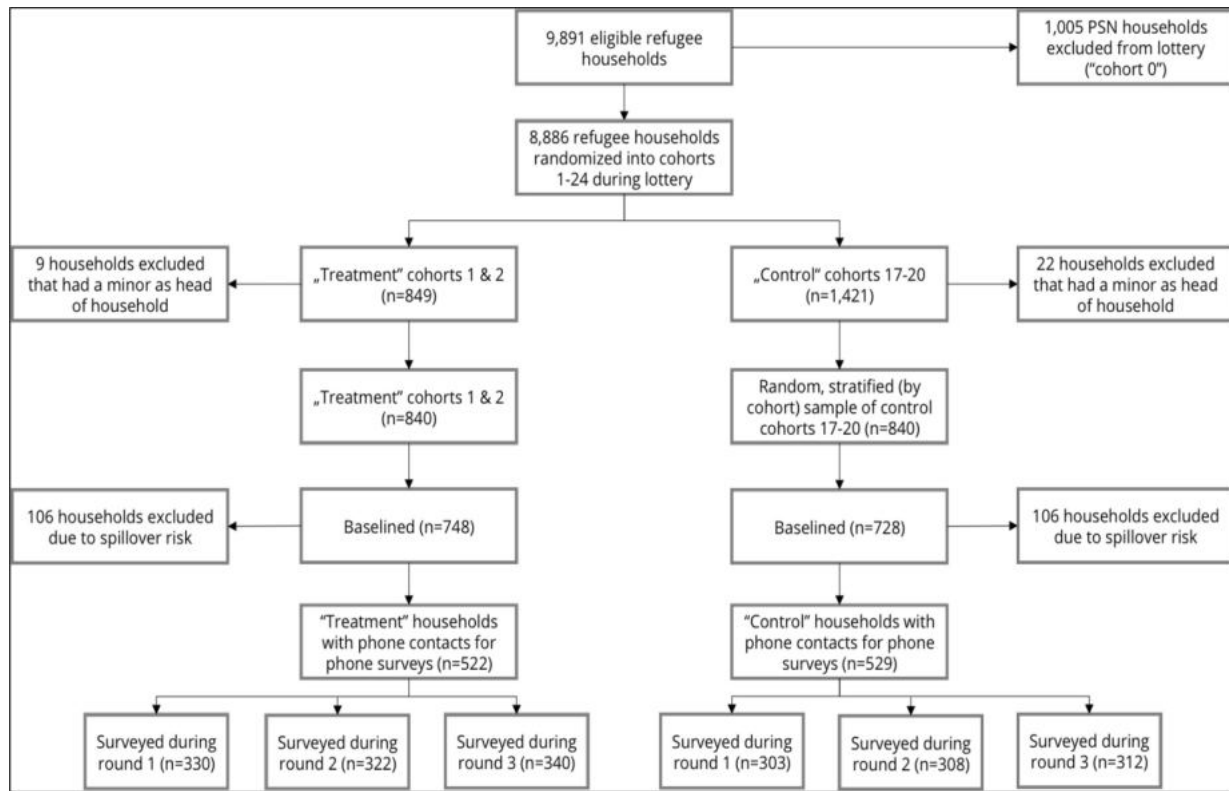 9,891 eligible refugee
households
1,005 PSN households
excluded from lottery
(“cohort 0”)
8,886 refugee households
randomized into cohorts
1-24 during lottery
9 households excluded
that had a minor as head
of household
„Treatment” cohorts 1 & 2
(n=849)
„Control” cohorts 17-20
(n=1,421)
22 households excluded
that had a minor as head
of household
„Treatment” cohorts 1 & 2
(n=840)
Random, stratified (by
cohort) sample of control
cohorts 17-20 (n=840)
106 households excluded
due to spillover risk
Baselined (n=748)
Baselined (n=728)
106 households excluded
due to spillover risk
“Treatment” households
with phone contacts for
phone surveys (n=522)
“Control” households with
phone contacts for phone
surveys (n=529)
Surveyed during
round 1 (n=330)
Surveyed during
round 2 (n=322)
Surveyed during
round 3 (n=340)
Surveyed during
round 1 (n=303)
Surveyed during
round 2 (n=308)
Surveyed during
round 3 (n=312)